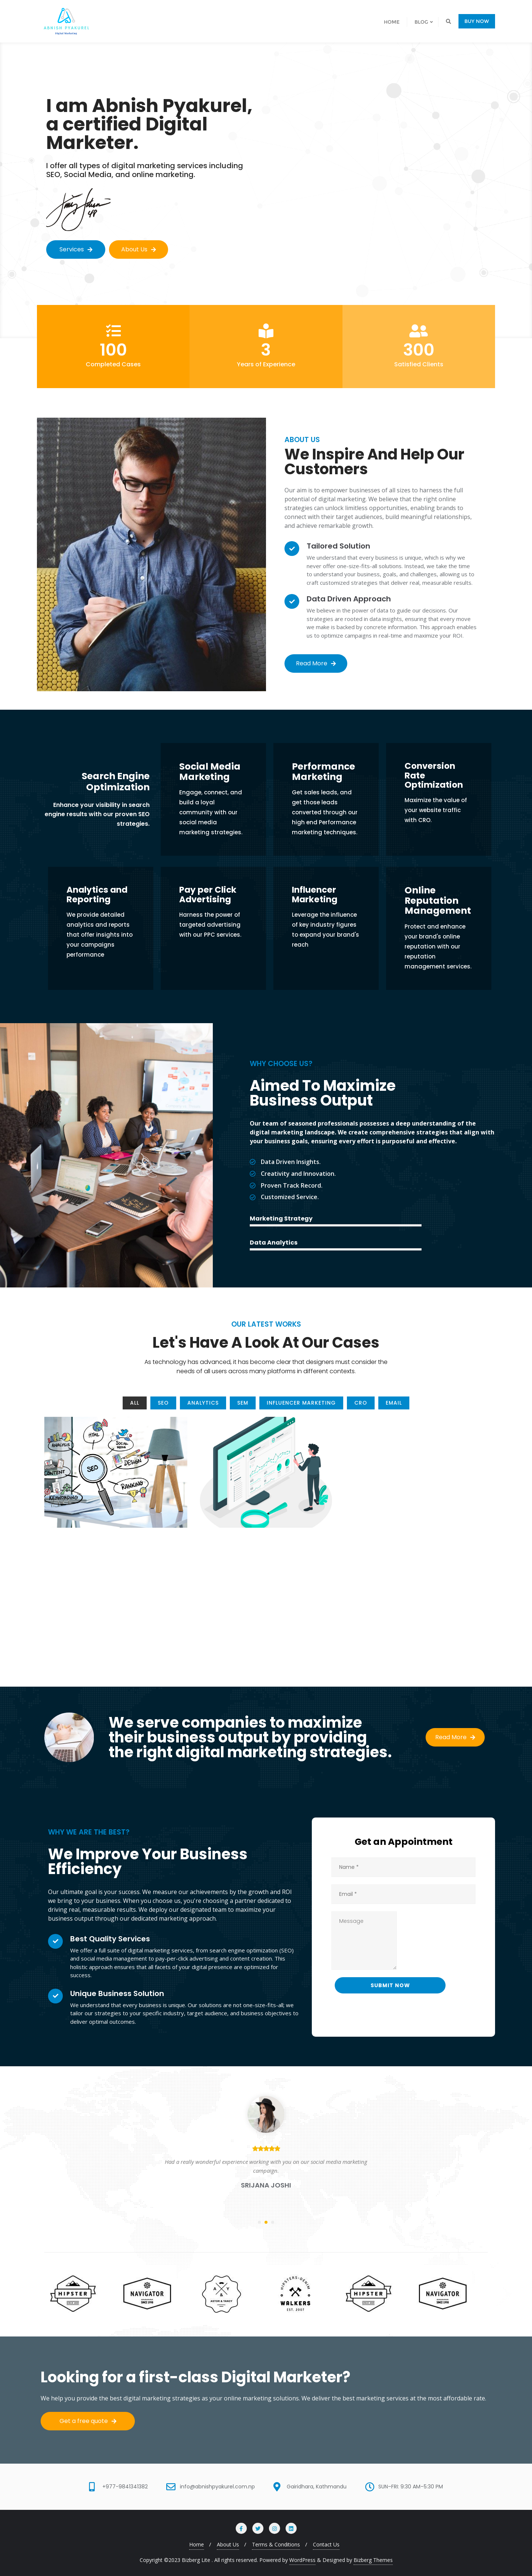 ABNISH PYAKUREL
Digital Marketing
HOME
BLOG
BUY NOW
I am Abnish Pyakurel,
a certified Digital
Marketer.
I offer all types of digital marketing services including
SEO, Social Media, and online marketing.
Services
About Us
100
Completed Cases
3
Years of Experience
300
Satisfied Clients
ABOUT US
We Inspire And Help Our
Customers
Our aim is to empower businesses of all sizes to harness the full
potential of digital marketing. We believe that the right online
strategies can unlock limitless opportunities, enabling brands to
connect with their target audiences, build meaningful relationships,
and achieve remarkable growth.
Tailored Solution
We understand that every business is unique, which is why we
never offer one-size-fits-all solutions. Instead, we take the time
to understand your business, goals, and challenges, allowing us to
craft customized strategies that deliver real, measurable results.
Data Driven Approach
We believe in the power of data to guide our decisions. Our
strategies are rooted in data insights, ensuring that every move
we make is backed by concrete information. This approach enables
us to optimize campaigns in real-time and maximize your ROI.
Read More
Search Engine
Optimization
Enhance your visibility in search
engine results with our proven SEO
strategies.
Social Media
Marketing
Engage, connect, and
build a loyal
community with our
social media
marketing strategies.
Performance
Marketing
Get sales leads, and
get those leads
converted through our
high end Performance
marketing techniques.
Conversion
Rate
Optimization
Maximize the value of
your website traffic
with CRO.
Analytics and
Reporting
We provide detailed
analytics and reports
that offer insights into
your campaigns
performance
Pay per Click
Advertising
Harness the power of
targeted advertising
with our PPC services.
Influencer
Marketing
Leverage the influence
of key industry figures
to expand your brand's
reach
Online
Reputation
Management
Protect and enhance
your brand's online
reputation with our
reputation
management services.
WHY CHOOSE US?
Aimed To Maximize
Business Output
Our team of seasoned professionals possesses a deep understanding of the
digital marketing landscape. We create comprehensive strategies that align with
your business goals, ensuring every effort is purposeful and effective.
Data Driven Insights.
Creativity and Innovation.
Proven Track Record.
Customized Service.
Marketing Strategy
Data Analytics
OUR LATEST WORKS
Let's Have A Look At Our Cases
As technology has advanced, it has become clear that designers must consider the
needs of all users across many platforms in different contexts.
ALL
SEO
ANALYTICS
SEM
INFLUENCER MARKETING
CRO
EMAIL
HTML
ANALYSIS
SOCIAL MEDIA
CONTENT
SEO
DESIGN
RANKING
KEYWORD
We serve companies to maximize
their business output by providing
the right digital marketing strategies.
Read More
WHY WE ARE THE BEST?
We Improve Your Business
Efficiency
Our ultimate goal is your success. We measure our achievements by the growth and ROI
we bring to your business. When you choose us, you're choosing a partner dedicated to
driving real, measurable results. We deploy our designated team to maximize your
business output through our dedicated marketing approach.
Best Quality Services
We offer a full suite of digital marketing services, from search engine optimization (SEO)
and social media management to pay-per-click advertising and content creation. This
holistic approach ensures that all facets of your digital presence are optimized for
success.
Unique Business Solution
We understand that every business is unique. Our solutions are not one-size-fits-all; we
tailor our strategies to your specific industry, target audience, and business objectives to
deliver optimal outcomes.
Get an Appointment
Name *
Email *
Message
SUBMIT NOW
Had a really wonderful experience working with you on our social media marketing
campaign.
SRIJANA JOSHI
HIPSTER
NAVIGATOR
HIPSTERS-DENIM
WALKERS
EST. 2007
HIPSTER
NAVIGATOR
Looking for a first-class Digital Marketer?
We help you provide the best digital marketing strategies as your online marketing solutions. We deliver the best marketing services at the most affordable rate.
Get a free quote
+977-9841341382
info@abnishpyakurel.com.np
Gairidhara, Kathmandu
SUN-FRI: 9:30 AM-5:30 PM
Home / About Us / Terms & Conditions / Contact Us
Copyright ©2023 Bizberg Lite . All rights reserved. Powered by WordPress & Designed by Bizberg Themes